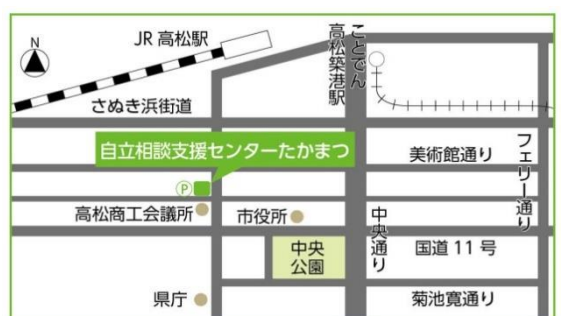 N
JR 高松駅
ことでん
高松築港駅
さぬき浜街道
自立相談支援センターたかまつ
美術館通り
フェリー通り
P
高松商工会議所
市役所
中央通り
国道 11 号
中央
公園
県庁
菊池寛通り